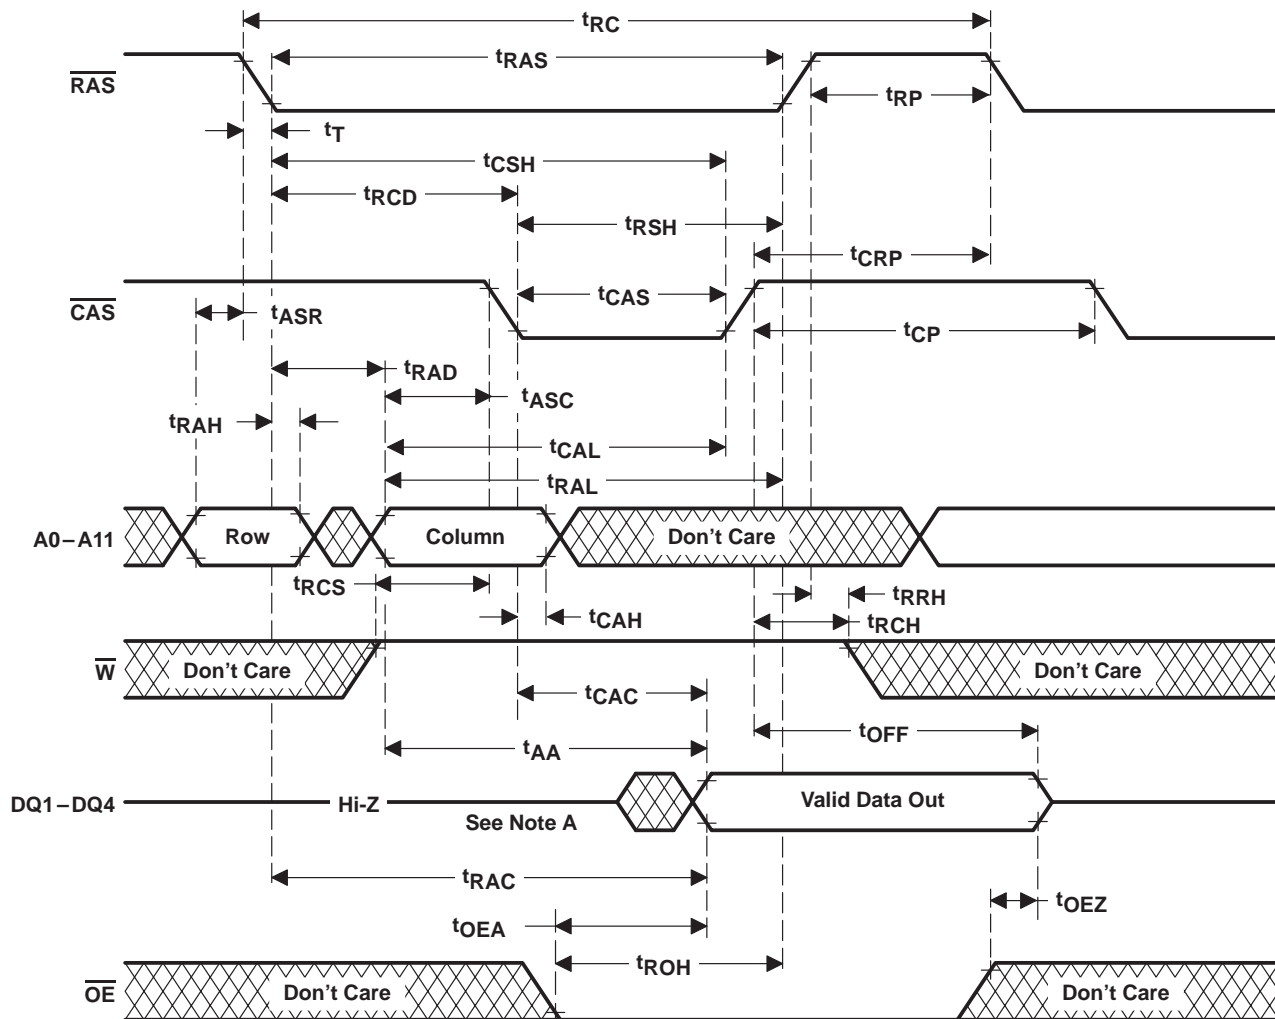 tRC
RAS
tRAS
tRP
tT
tCSH
tRCD
tRSH
tCRP
CAS
tCAS
tASR
tCP
tRAD
tASC
tRAH
tCAL
tRAL
A0–A11
Row
Column
Don't Care
tRCS
tRRH
tCAH
tRCH
W
Don't Care
Don't Care
tCAC
tOFF
tAA
DQ1–DQ4
Hi-Z
Valid Data Out
See Note A
tRAC
tOEZ
tOEA
tROH
OE
Don't Care
Don't Care